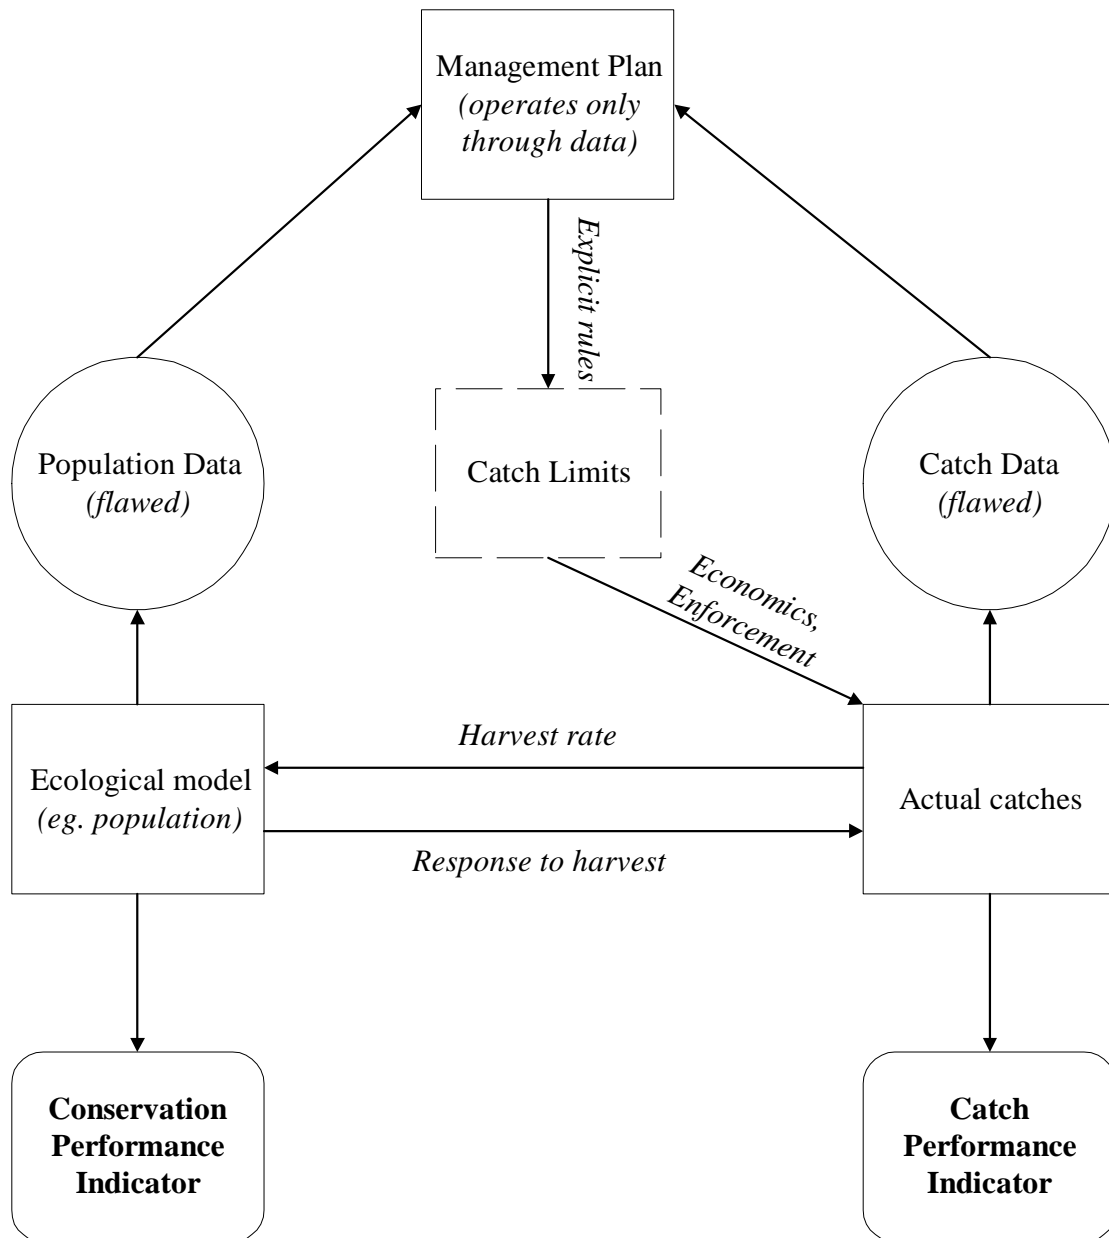 Management Plan
(operates only
through data)
Explicit rules
Population Data
(flawed)
Catch Limits
Catch Data
(flawed)
Economics,
Enforcement
Harvest rate
Ecological model
(eg. population)
Actual catches
Response to harvest
Conservation
Performance
Indicator
Catch
Performance
Indicator